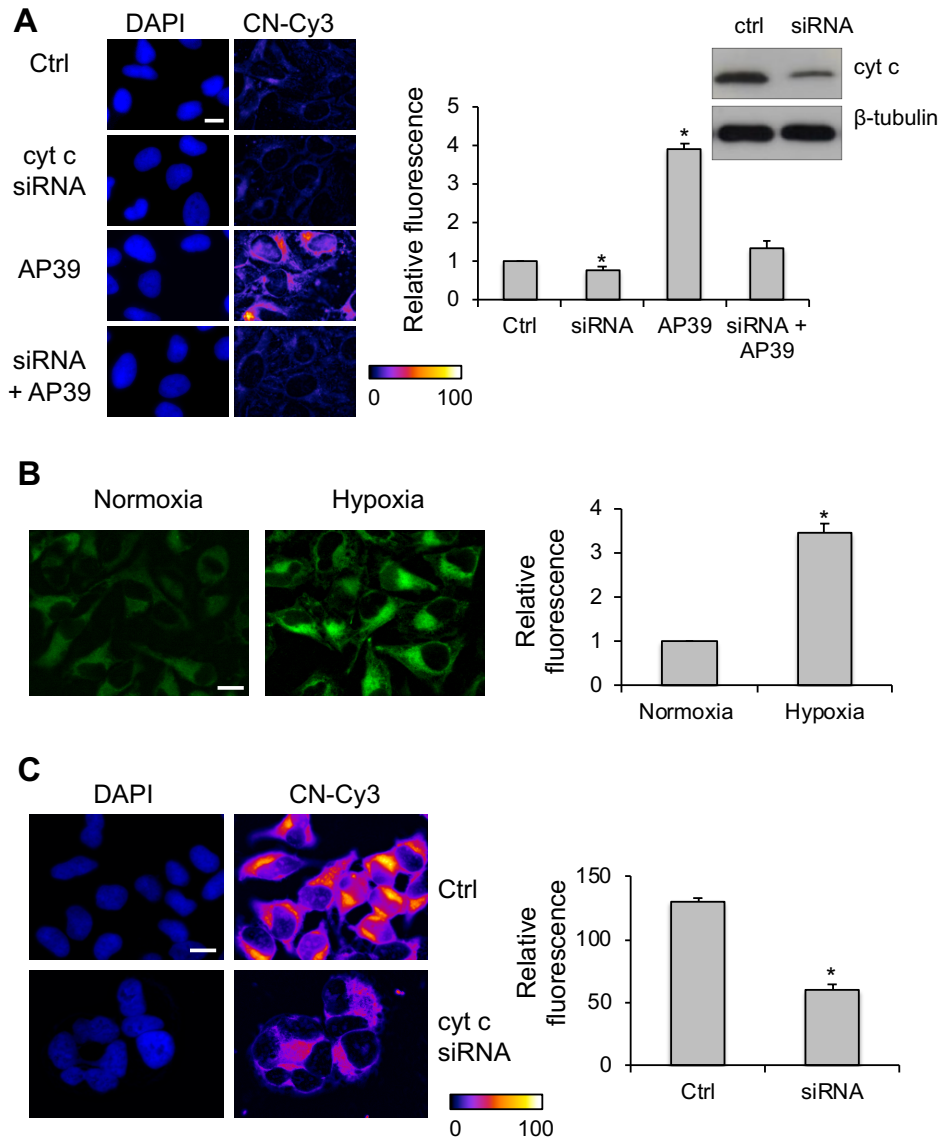 A
DAPI
CN-Cy3
Ctrl
cyt c
siRNA
AP39
siRNA
+ AP39
0
100
Relative fluorescence
5
4
3
2
1
0
*
*
Ctrl
siRNA
AP39
siRNA +
AP39
ctrl
siRNA
cyt c
β-tubulin
B
Normoxia
Hypoxia
Relative
fluorescence
4
3
2
1
0
*
Normoxia
Hypoxia
C
DAPI
CN-Cy3
Ctrl
cyt c
siRNA
0
100
Relative
fluorescence
150
100
50
0
*
Ctrl
siRNA